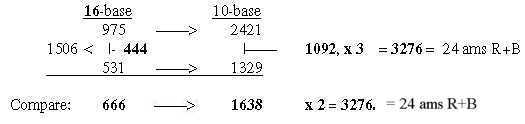 16-base 10-base
975 ———> 2421
1506 < |- 444 |—— 1092, x 3 = 3276 = 24 ams R+B
531 ———> 1329
Compare: 666 ———> 1638 x 2 = 3276. = 24 ams R+B